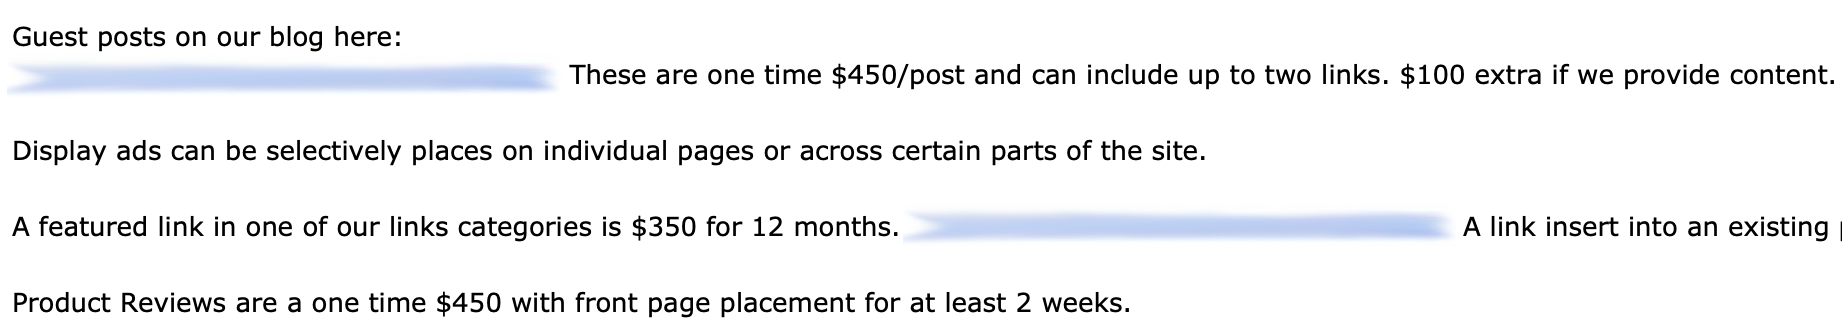 Guest posts on our blog here:
These are one time $450/post and can include up to two links. $100 extra if we provide content.
Display ads can be selectively places on individual pages or across certain parts of the site.
A featured link in one of our links categories is $350 for 12 months. A link insert into an existing
Product Reviews are a one time $450 with front page placement for at least 2 weeks.